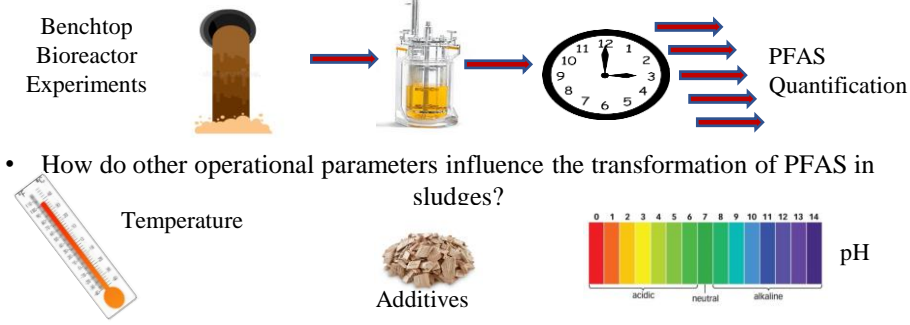 Benchtop
Bioreactor
Experiments
12
1
2
3
4
5
6
7
8
9
10
11
PFAS
Quantification
• How do other operational parameters influence the transformation of PFAS in
sludges?
Temperature
Additives
0 1 2 3 4 5 6 7 8 9 10 11 12 13 14
acidic neutral alkaline
pH